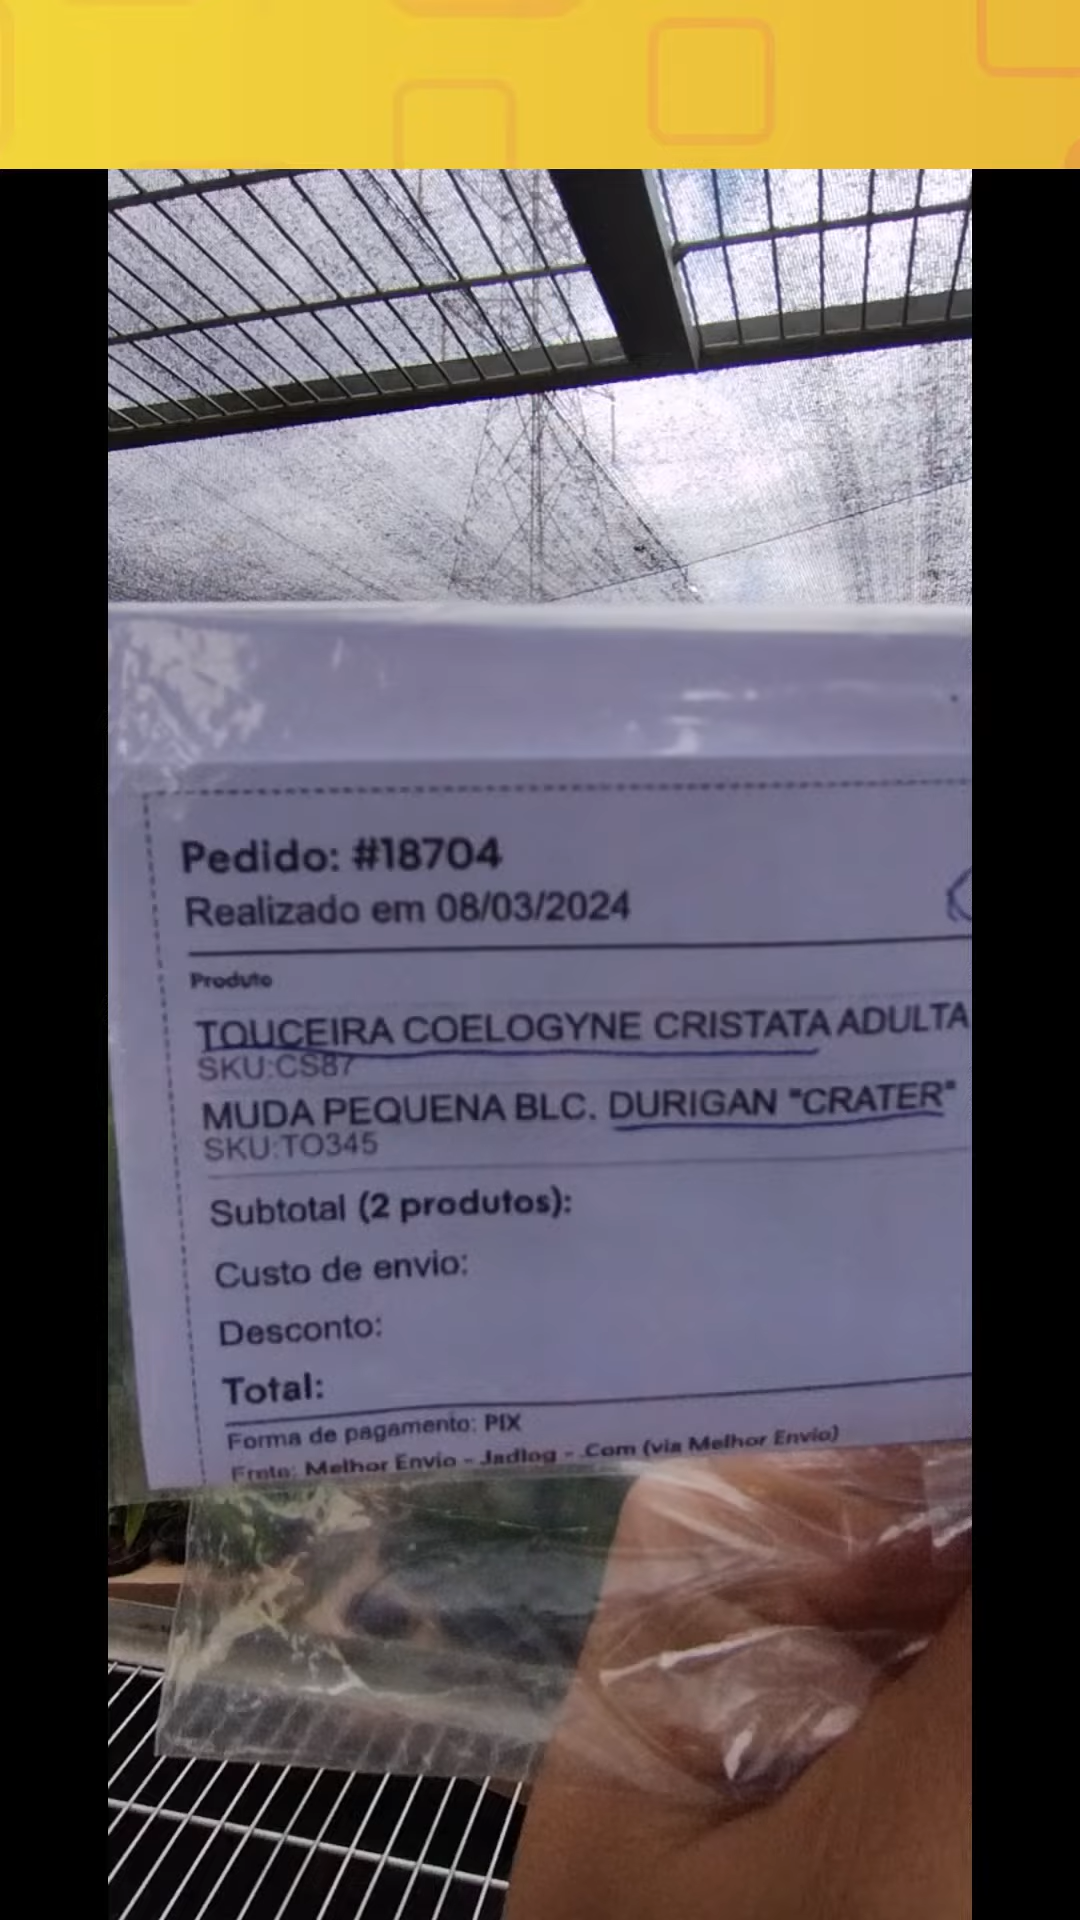 Pedido: #18704
Realizado em 08/03/2024
Produto
TOUCEIRA COELOGYNE CRISTATA ADULTA
SKU:CS87
MUDA PEQUENA BLC. DURIGAN "CRATER"
SKU:TO345
Subtotal (2 produtos):
Custo de envio:
Desconto:
Total:
Forma de pagamento: PIX
Frete: Melhor Envio - Jadlog - .Com (via Melhor Envio)